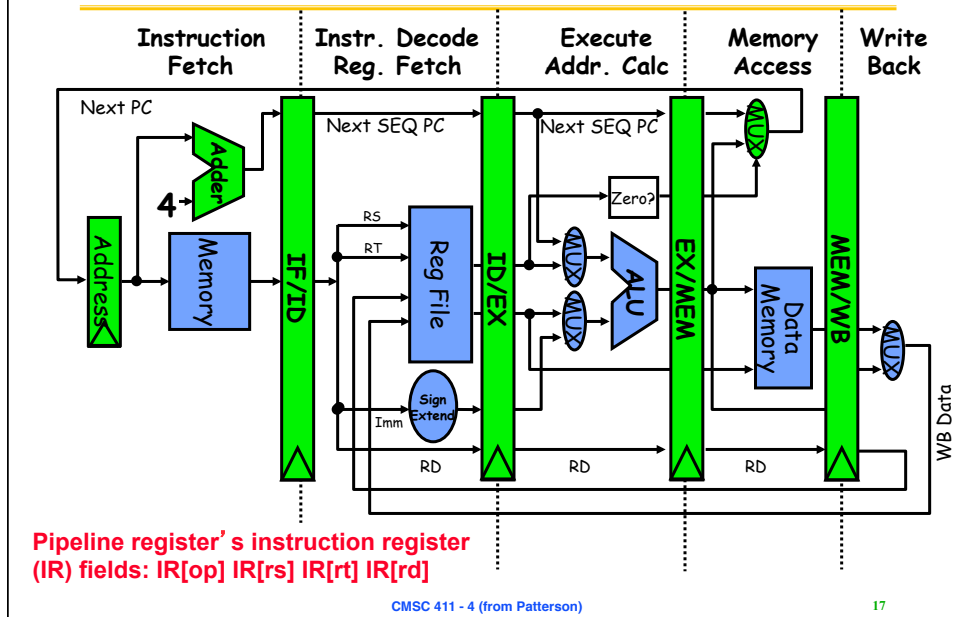 Instruction Fetch
Instr. Decode Reg. Fetch
Execute Addr. Calc
Memory Access
Write Back
Next PC
Next SEQ PC
Next SEQ PC
MUX
Adder
4
Zero?
RS
RT
Address
Memory
IF/ID
Reg File
ID/EX
MUX
MUX
ALU
EX/MEM
Data Memory
MEM/WB
MUX
WB Data
Imm
Sign Extend
RD
RD
RD
Pipeline register's instruction register
(IR) fields: IR[op] IR[rs] IR[rt] IR[rd]
CMSC 411 - 4 (from Patterson)
17